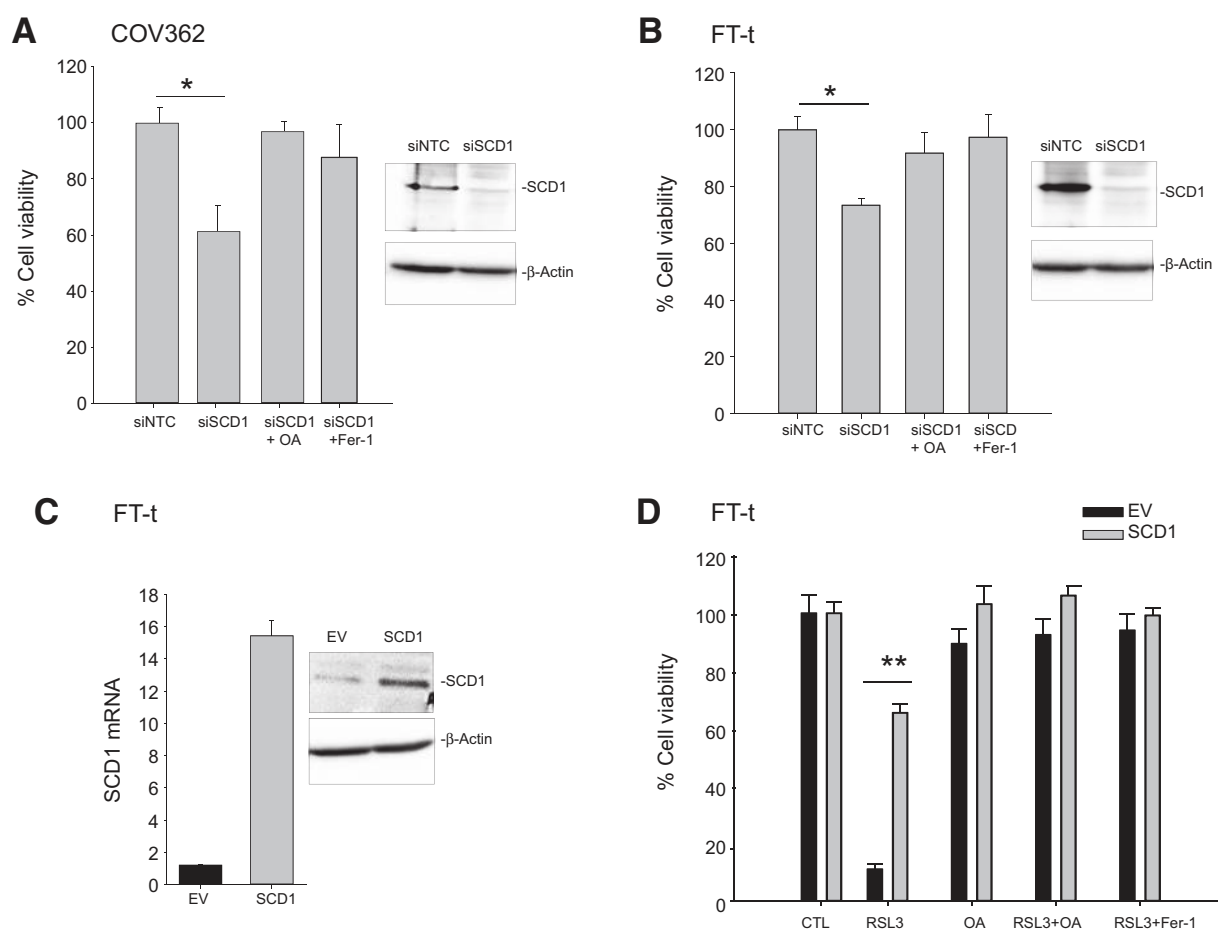 A COV362
120
100
80
60
40
20
0
% Cell viability
*
siNTC siSCD1 siSCD1 + OA siSCD1 +Fer-1
siNTC siSCD1
-SCD1
-β-Actin
B FT-t
120
100
80
60
40
20
0
% Cell viability
*
siNTC siSCD1 siSCD1 + OA siSCD +Fer-1
siNTC siSCD1
-SCD1
-β-Actin
C FT-t
18
16
14
12
10
8
6
4
2
0
SCD1 mRNA
EV SCD1
EV SCD1
-SCD1
-β-Actin
D FT-t
EV
SCD1
120
100
80
60
40
20
0
% Cell viability
**
CTL RSL3 OA RSL3+OA RSL3+Fer-1